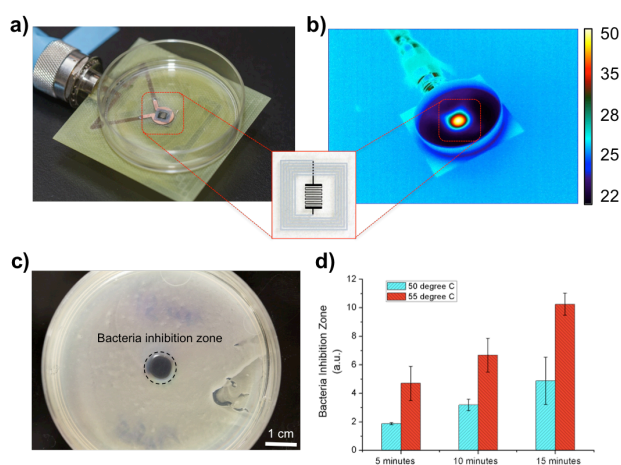 a)
b)
50
35
28
25
22
c)
Bacteria inhibition zone
1 cm
d)
Bacteria Inhibition Zone
(a.u.)
12
10
8
6
4
2
0
50 degree C
55 degree C
5 minutes
10 minutes
15 minutes